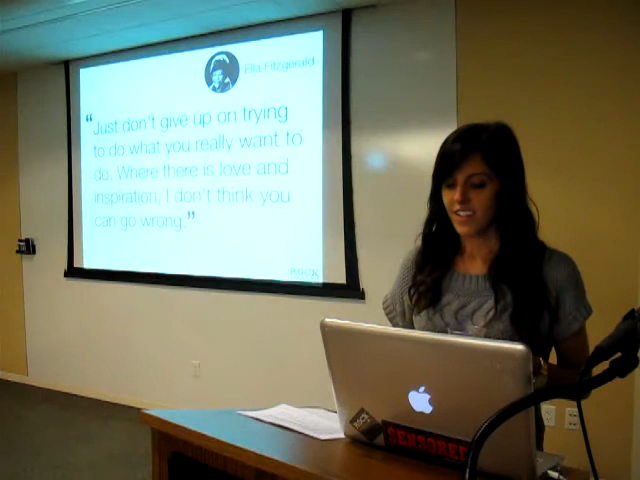 Ella Fitzgerald
“Just don't give up on trying
to do what you really want to
do. Where there is love and
inspiration, I don't think you
can go wrong.”
ROCK
CENSORED